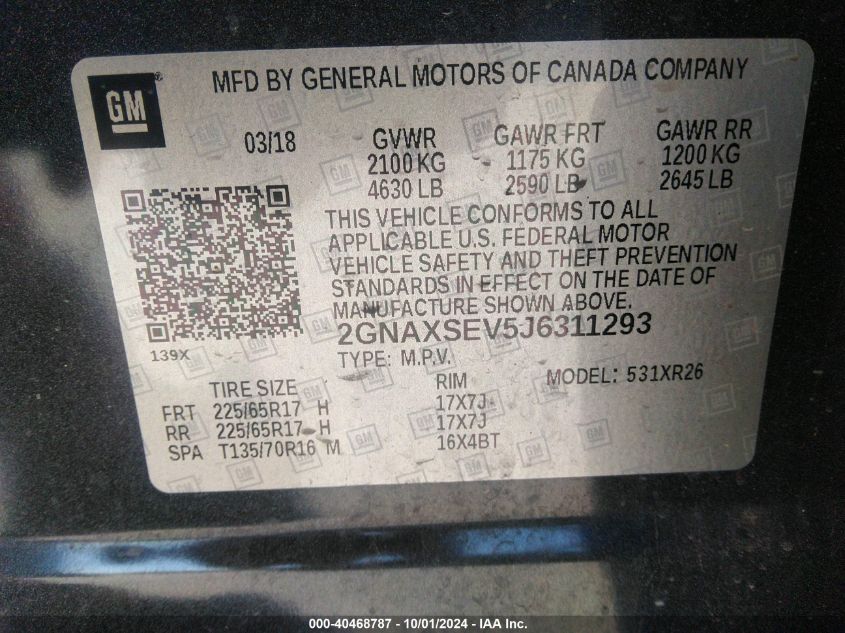 GM
MFD BY GENERAL MOTORS OF CANADA COMPANY
03/18 GVWR GAWR FRT GAWR RR
2100 KG 1175 KG 1200 KG
4630 LB 2590 LB 2645 LB
THIS VEHICLE CONFORMS TO ALL
APPLICABLE U.S. FEDERAL MOTOR
VEHICLE SAFETY AND THEFT PREVENTION
STANDARDS IN EFFECT ON THE DATE OF
MANUFACTURE SHOWN ABOVE.
2GNAXSEV5J6311293
139X
TYPE: M.P.V.
TIRE SIZE RIM MODEL: 531XR26
FRT 225/65R17 H 17X7J
RR 225/65R17 H 17X7J
SPA T135/70R16 M 16X4BT
000-40468787 - 10/01/2024 - IAA Inc.